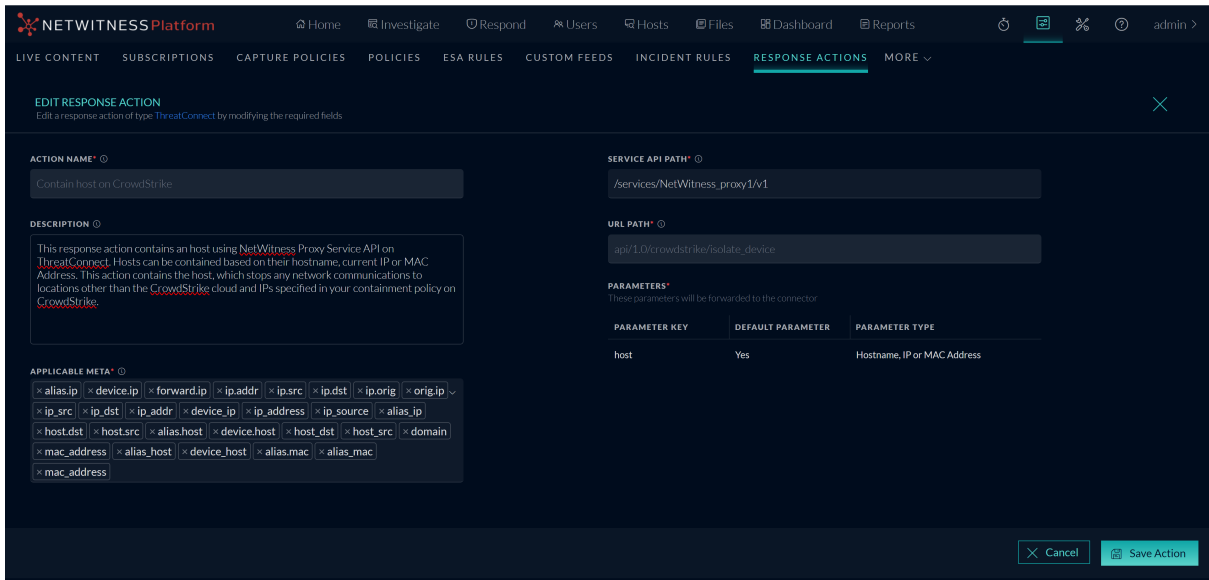 NETWITNESS Platform
Home Investigate Respond Users Hosts Files Dashboard Reports admin >
LIVE CONTENT SUBSCRIPTIONS CAPTURE POLICIES POLICIES ESA RULES CUSTOM FEEDS INCIDENT RULES RESPONSE ACTIONS MORE
EDIT RESPONSE ACTION
Edit a response action of type ThreatConnect by modifying the required fields
ACTION NAME*
Contain host on CrowdStrike
DESCRIPTION
This response action contains an host using NetWitness Proxy Service API on
ThreatConnect. Hosts can be contained based on their hostname, current IP or MAC
Address. This action contains the host, which stops any network communications to
locations other than the CrowdStrike cloud and IPs specified in your containment policy on
CrowdStrike.
APPLICABLE META*
× alias.ip × device.ip × forward.ip × ip.addr × ip.src × ip.dst × ip.orig × orig.ip
× ip_src × ip_dst × ip_addr × device_ip × ip_address × ip_source × alias_ip
× host.dst × host.src × alias.host × device.host × host_dst × host_src × domain
× mac_address × alias_host × device_host × alias.mac × alias_mac
× mac_address
SERVICE API PATH*
/services/NetWitness_proxy1/v1
URL PATH*
api/1.0/crowdstrike/isolate_device
PARAMETERS*
These parameters will be forwarded to the connector
PARAMETER KEY DEFAULT PARAMETER PARAMETER TYPE
host Yes Hostname, IP or MAC Address
Cancel Save Action